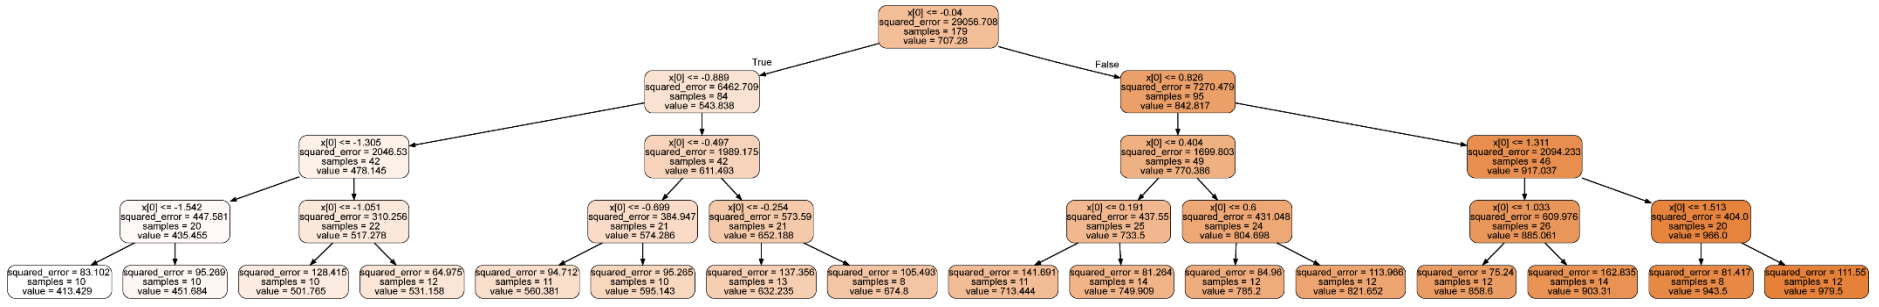 x[0] <= -0.04
squared_error = 29056.708
samples = 179
value = 707.28
True
False
x[0] <= -0.889
squared_error = 6462.709
samples = 84
value = 543.838
x[0] <= 0.826
squared_error = 7270.479
samples = 95
value = 842.817
x[0] <= -1.305
squared_error = 2046.53
samples = 42
value = 478.145
x[0] <= -0.497
squared_error = 1989.175
samples = 42
value = 611.493
x[0] <= 0.404
squared_error = 1699.803
samples = 49
value = 770.386
x[0] <= 1.311
squared_error = 2094.233
samples = 46
value = 917.037
x[0] <= -1.542
squared_error = 447.581
samples = 20
value = 435.455
x[0] <= -1.051
squared_error = 310.256
samples = 22
value = 517.278
x[0] <= -0.699
squared_error = 384.947
samples = 21
value = 574.286
x[0] <= -0.254
squared_error = 573.59
samples = 21
value = 652.188
x[0] <= 0.191
squared_error = 437.55
samples = 25
value = 733.5
x[0] <= 0.6
squared_error = 431.048
samples = 24
value = 804.698
x[0] <= 1.033
squared_error = 609.976
samples = 26
value = 885.061
x[0] <= 1.513
squared_error = 404.0
samples = 20
value = 966.0
squared_error = 83.102
samples = 10
value = 413.429
squared_error = 95.269
samples = 10
value = 451.684
squared_error = 128.415
samples = 10
value = 501.765
squared_error = 64.975
samples = 12
value = 531.158
squared_error = 94.712
samples = 11
value = 560.381
squared_error = 95.265
samples = 10
value = 595.143
squared_error = 137.356
samples = 13
value = 632.235
squared_error = 105.493
samples = 8
value = 674.8
squared_error = 141.691
samples = 11
value = 713.444
squared_error = 81.264
samples = 14
value = 749.909
squared_error = 84.96
samples = 12
value = 785.2
squared_error = 113.966
samples = 12
value = 821.652
squared_error = 75.24
samples = 12
value = 858.6
squared_error = 162.835
samples = 14
value = 903.31
squared_error = 81.417
samples = 8
value = 943.5
squared_error = 111.55
samples = 12
value = 979.5